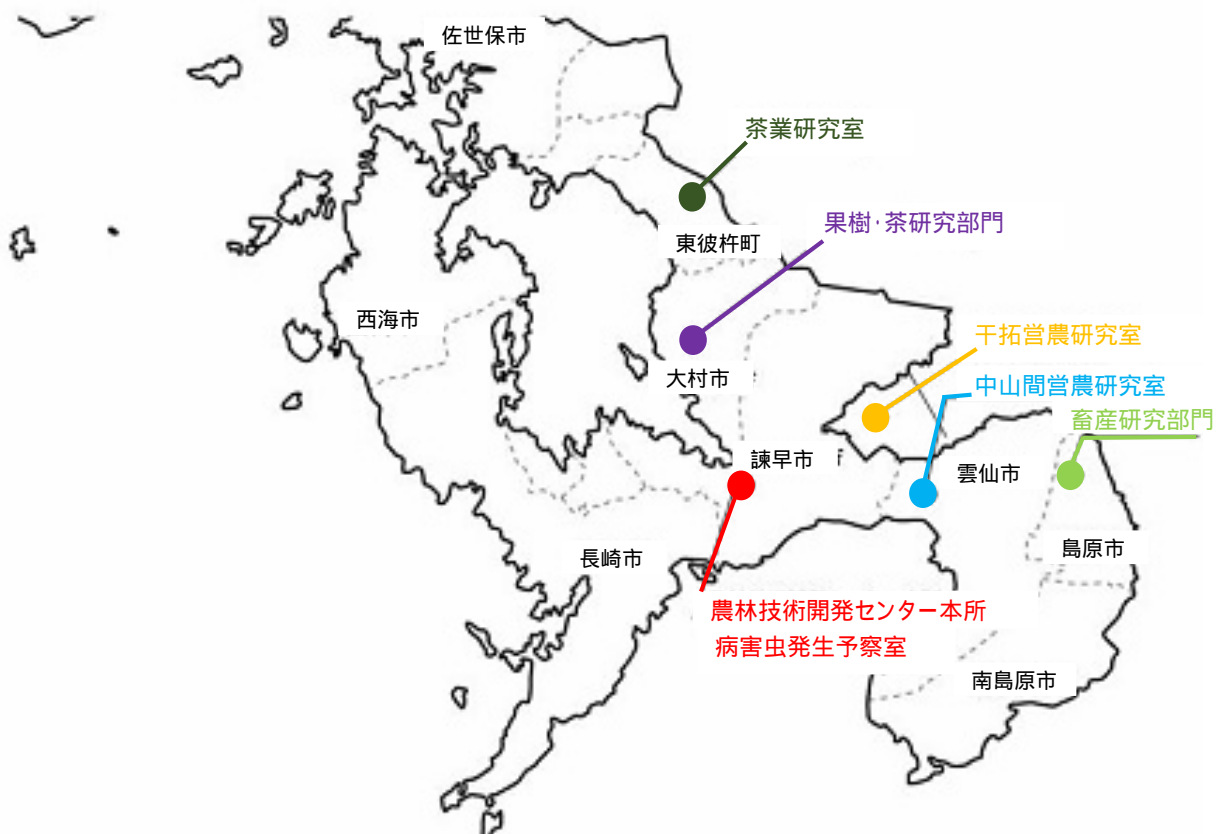 佐世保市
茶業研究室
果樹・茶研究部門
東彼杵町
西海市
干拓営農研究室
大村市
中山間営農研究室
畜産研究部門
諫早市
雲仙市
島原市
長崎市
農林技術開発センター本所
病害虫発生予察室
南島原市